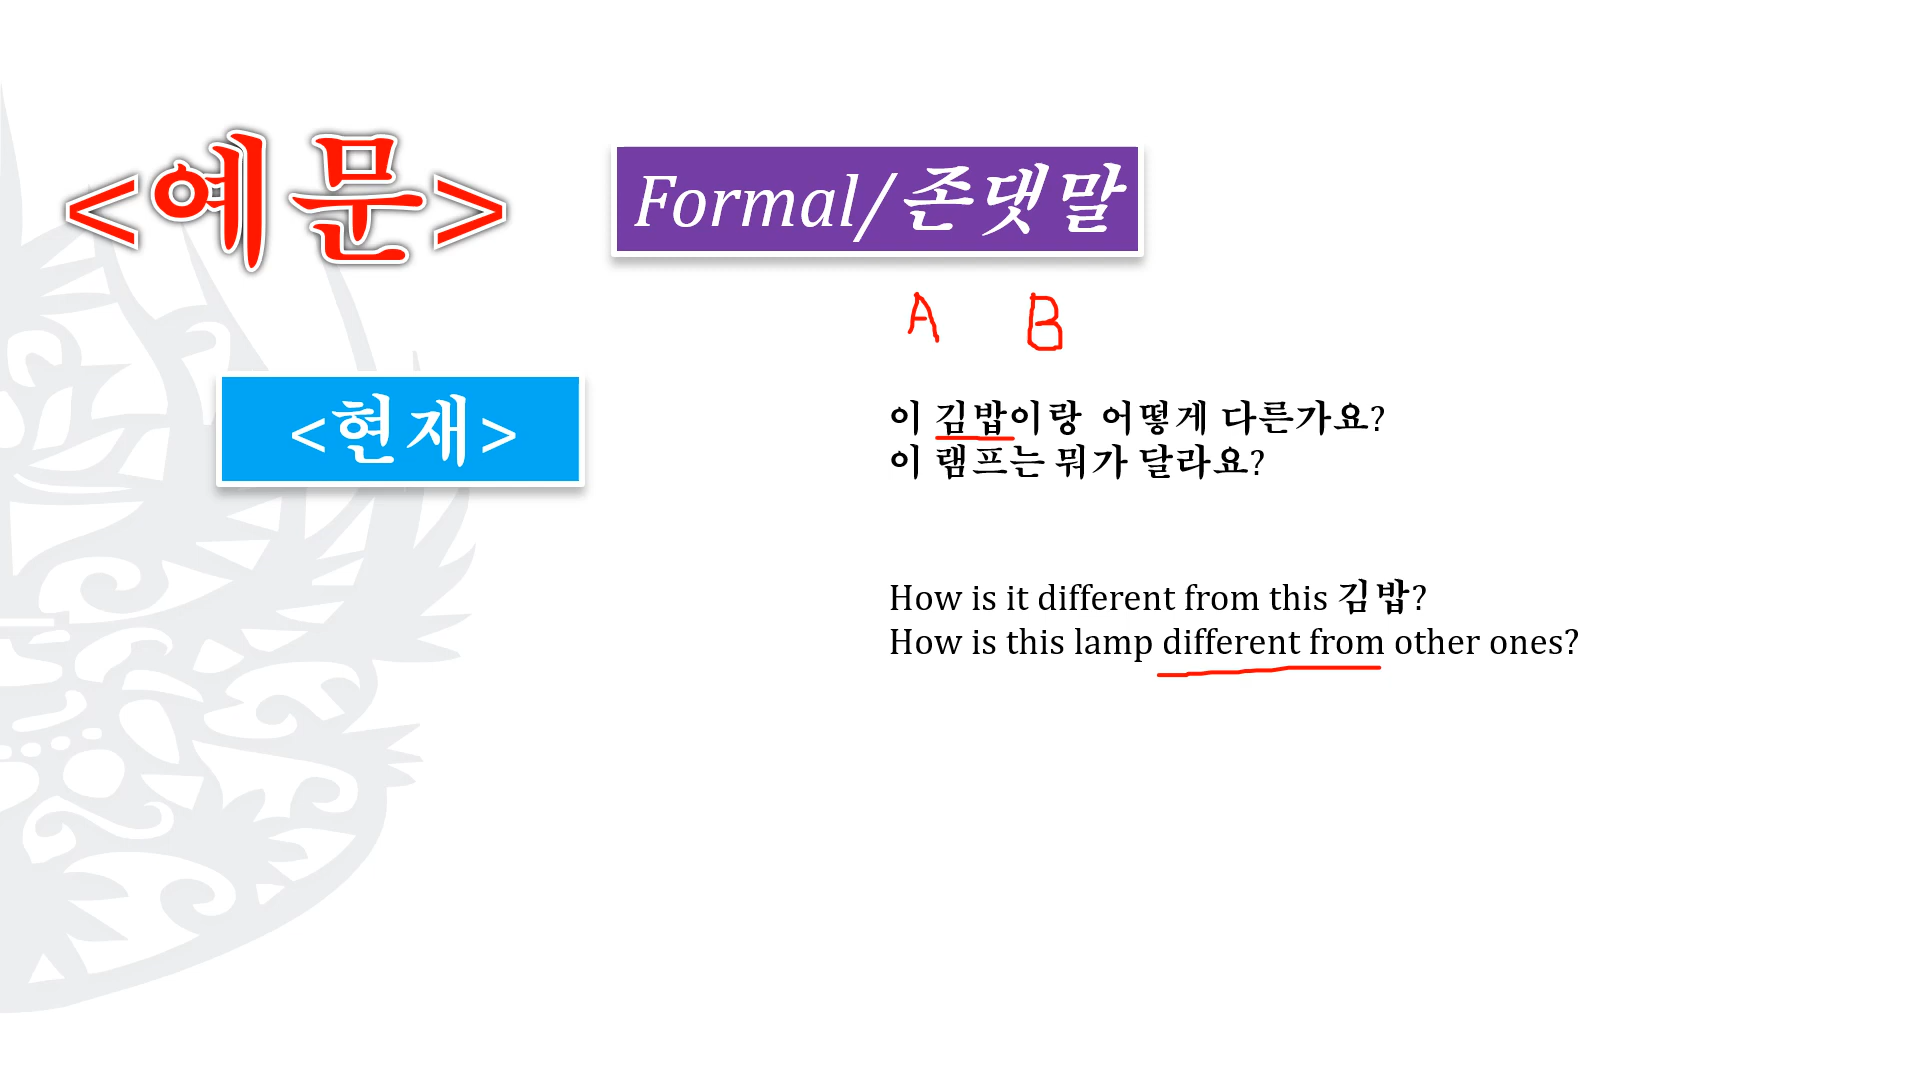 <예문>
Formal/존댓말
A B
<현재>
이 김밥이랑 어떻게 다른가요?
이 램프는 뭐가 달라요?
How is it different from this 김밥?
How is this lamp different from other ones?